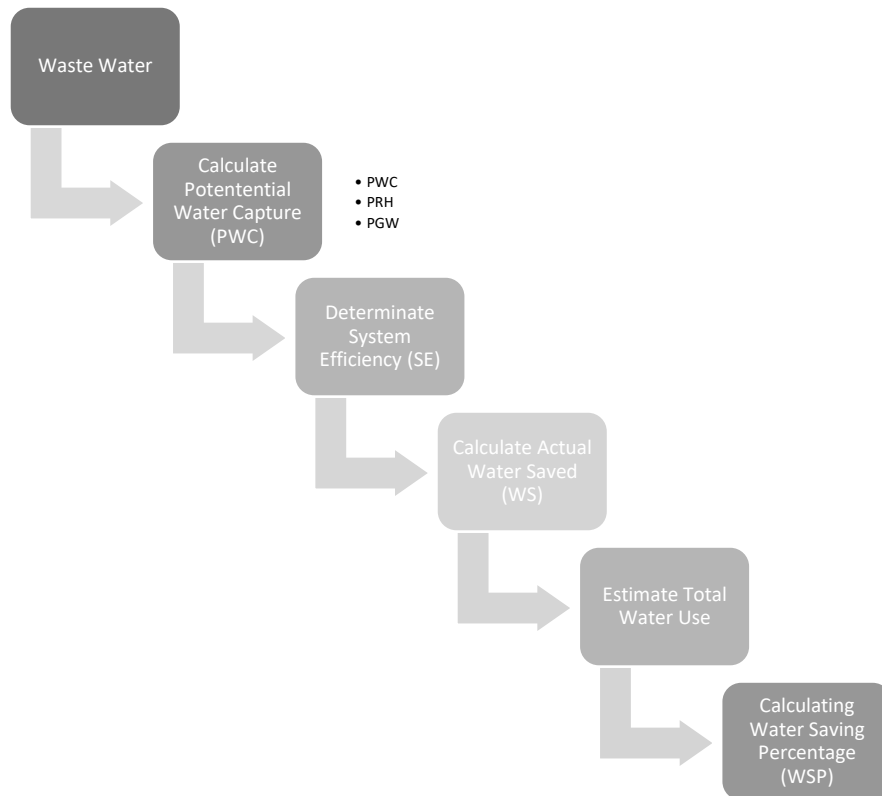 Waste Water
Calculate
Potentential
Water Capture
(PWC)
• PWC
• PRH
• PGW
Determinate
System
Efficiency (SE)
Calculate Actual
Water Saved
(WS)
Estimate Total
Water Use
Calculating
Water Saving
Percentage
(WSP)